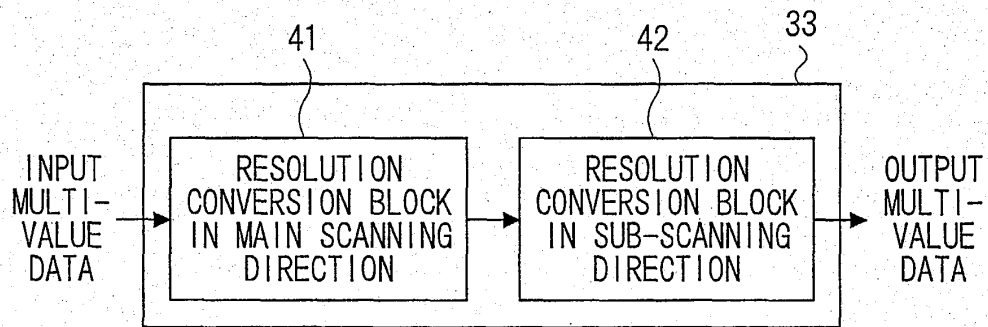 41
42
33
INPUT
MULTI-
VALUE
DATA
RESOLUTION
CONVERSION BLOCK
IN MAIN SCANNING
DIRECTION
RESOLUTION
CONVERSION BLOCK
IN SUB-SCANNING
DIRECTION
OUTPUT
MULTI-
VALUE
DATA